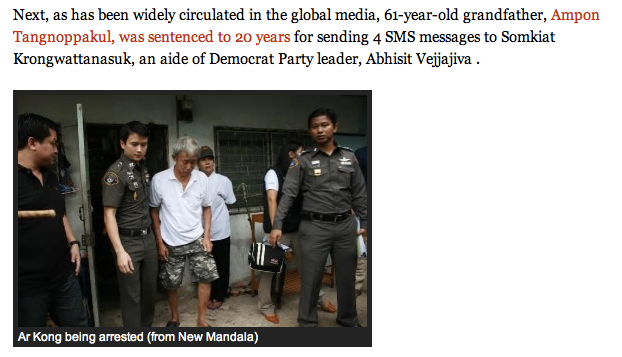 Next, as has been widely circulated in the global media, 61-year-old grandfather, Ampon
Tangnoppakul, was sentenced to 20 years for sending 4 SMS messages to Somkiat
Krongwattanasuk, an aide of Democrat Party leader, Abhisit Vejjajiva .
Ar Kong being arrested (from New Mandala)